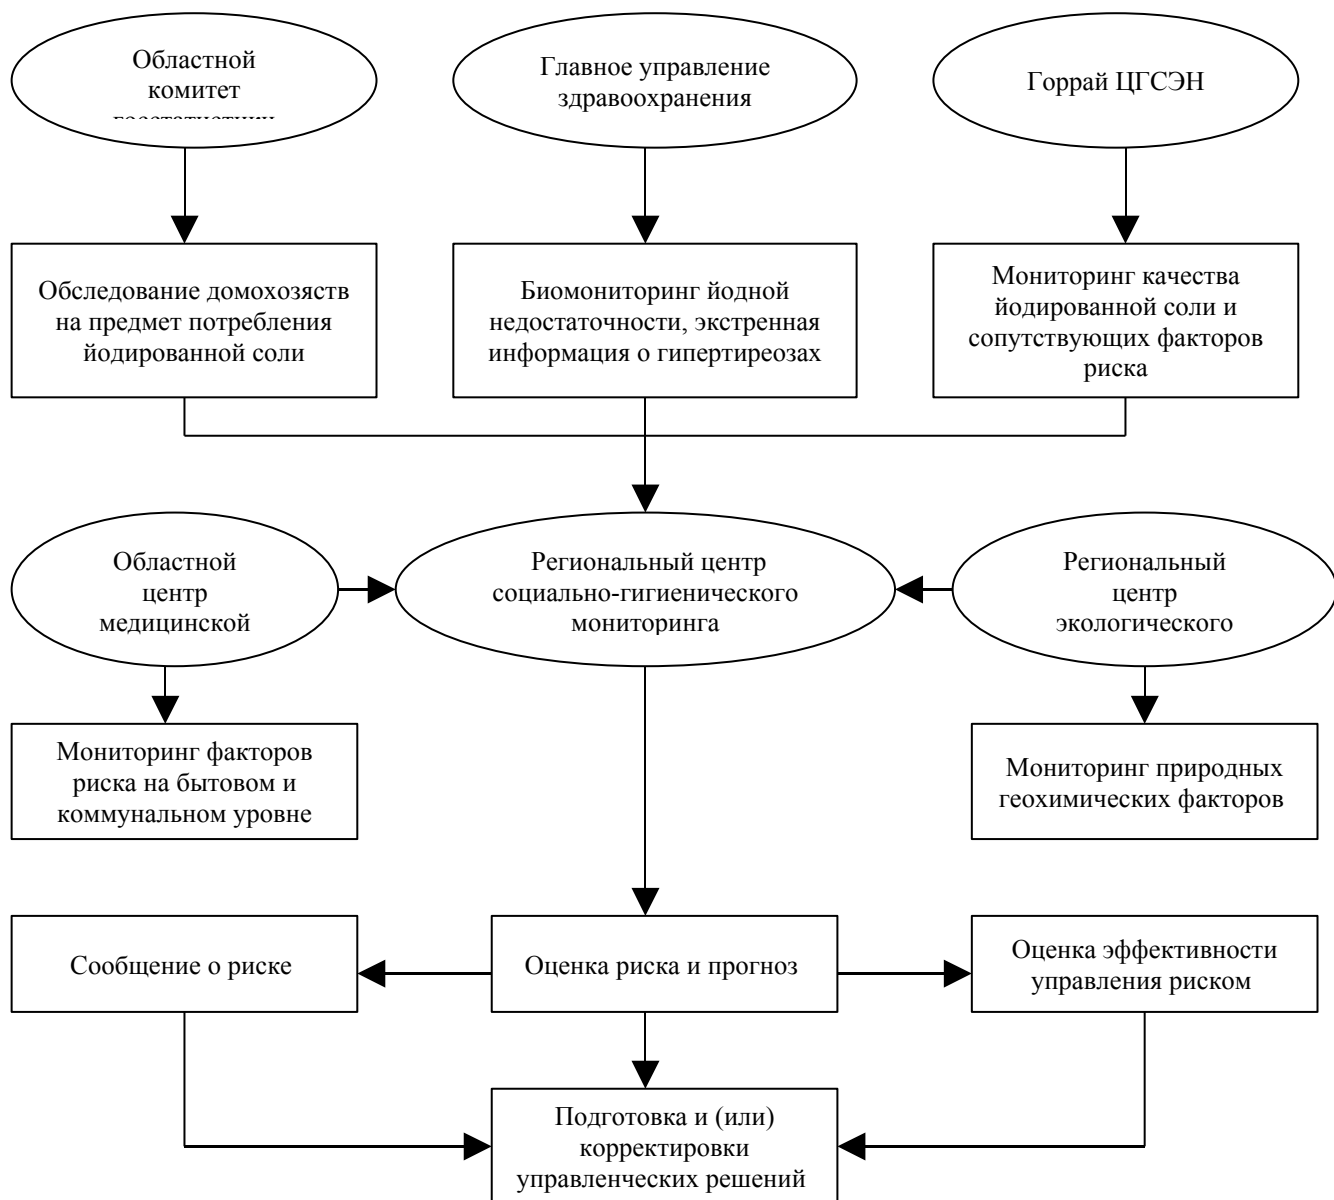 Областной
комитет
госстатистики
Главное управление
здравоохранения
Горрай ЦГСЭН
Обследование домохозяств
на предмет потребления
йодированной соли
Биомониторинг йодной
недостаточности, экстренная
информация о гипертиреозах
Мониторинг качества
йодированной соли и
сопутствующих факторов
риска
Областной
центр
медицинской
Региональный центр
социально-гигиенического
мониторинга
Региональный
центр
экологического
Мониторинг факторов
риска на бытовом и
коммунальном уровне
Мониторинг природных
геохимических факторов
Сообщение о риске
Оценка риска и прогноз
Оценка эффективности
управления риском
Подготовка и (или)
корректировки
управленческих решений